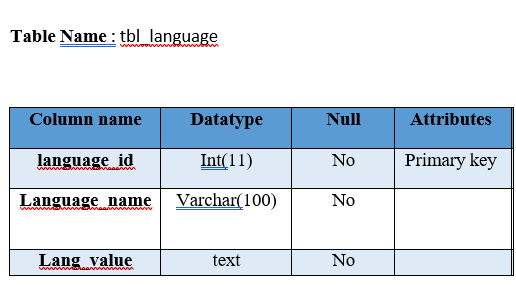 Table Name : tbl_language
Column name Datatype Null Attributes
language_id Int(11) No Primary key
Language_name Varchar(100) No
Lang_value text No